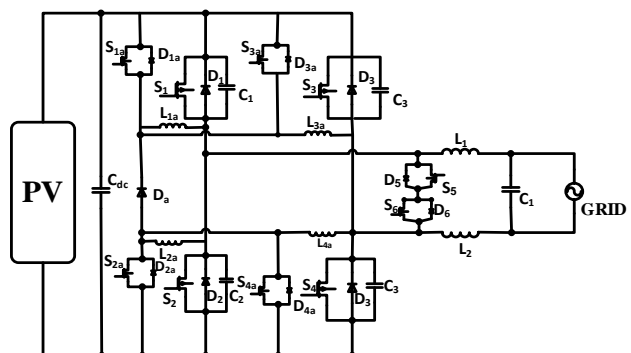 S1a
D1a
S3a
D3a
S1
D1
C1
S3
D3
C3
L1a
L3a
PV
Cdc
Da
L1
D5
S5
S6
D6
C1
GRID
L2
L4a
L2a
S2a
D2a
S2
D2
C2
S4a
D4a
S4
D3
C3